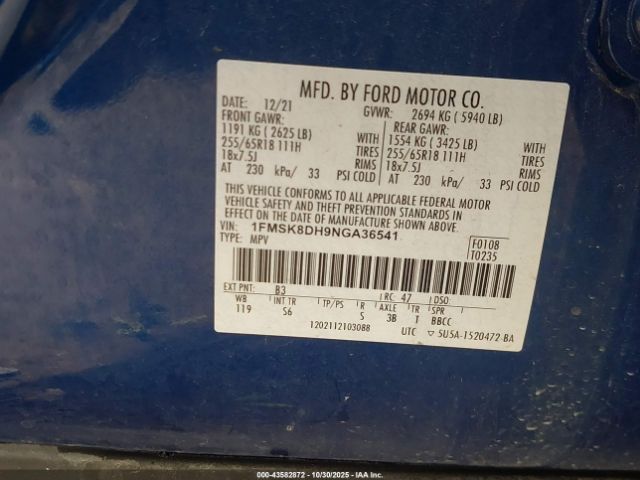 MFD. BY FORD MOTOR CO.
DATE: 12/21 GVWR: 2694 KG ( 5940 LB)
FRONT GAWR: REAR GAWR:
1191 KG ( 2625 LB) WITH 1554 KG ( 3425 LB) WITH
255/65R18 111H TIRES 255/65R18 111H TIRES
18x7.5J RIMS 18x7.5J RIMS
AT 230 kPa/ 33 PSI COLD AT 230 kPa/ 33 PSI COLD
THIS VEHICLE CONFORMS TO ALL APPLICABLE FEDERAL MOTOR
VEHICLE SAFETY AND THEFT PREVENTION STANDARDS IN
EFFECT ON THE DATE OF MANUFACTURE SHOWN ABOVE.
VIN: 1FMSK8DH9NGA36541
TYPE: MPV
F0108
T0235
EXT PNT: B3 RC: 47 DSO:
WB INT TR TP/PS R AXLE TR SPR
119 S6 S 3B T BBCC
1202112103088 UTC ▽ 5U5A-1520472-BA
000-43582872 - 10/30/2025 - IAA Inc.